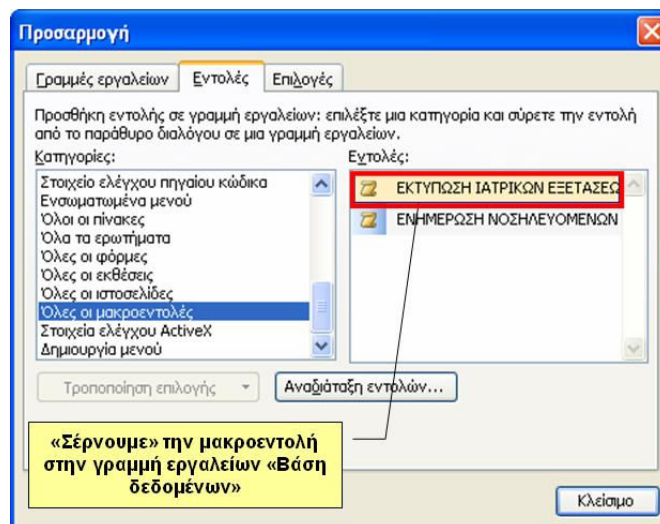 Προσαρμογή
Γραμμές εργαλείων Εντολές Επιλογές
Προσθήκη εντολής σε γραμμή εργαλείων: επιλέξτε μια κατηγορία και σύρετε την εντολή
από το παράθυρο διαλόγου σε μια γραμμή εργαλείων.
Κατηγορίες: Εντολές:
Στοιχείο ελέγχου πηγαίου κώδικα
Ενσωματωμένα μενού
Όλοι οι πίνακες
Όλα τα ερωτήματα
Όλες οι φόρμες
Όλες οι εκθέσεις
Όλες οι ιστοσελίδες
Όλες οι μακροεντολές
Στοιχεία ελέγχου ActiveX
Δημιουργία μενού
ΕΚΤΥΠΩΣΗ ΙΑΤΡΙΚΩΝ ΕΞΕΤΑΣΕΩ
ΕΝΗΜΕΡΩΣΗ ΝΟΣΗΛΕΥΟΜΕΝΩΝ
Τροποποίηση επιλογής Αναδιάταξη εντολών...
«Σέρνουμε» την μακροεντολή
στην γραμμή εργαλείων «Βάση
δεδομένων»
Κλείσιμο